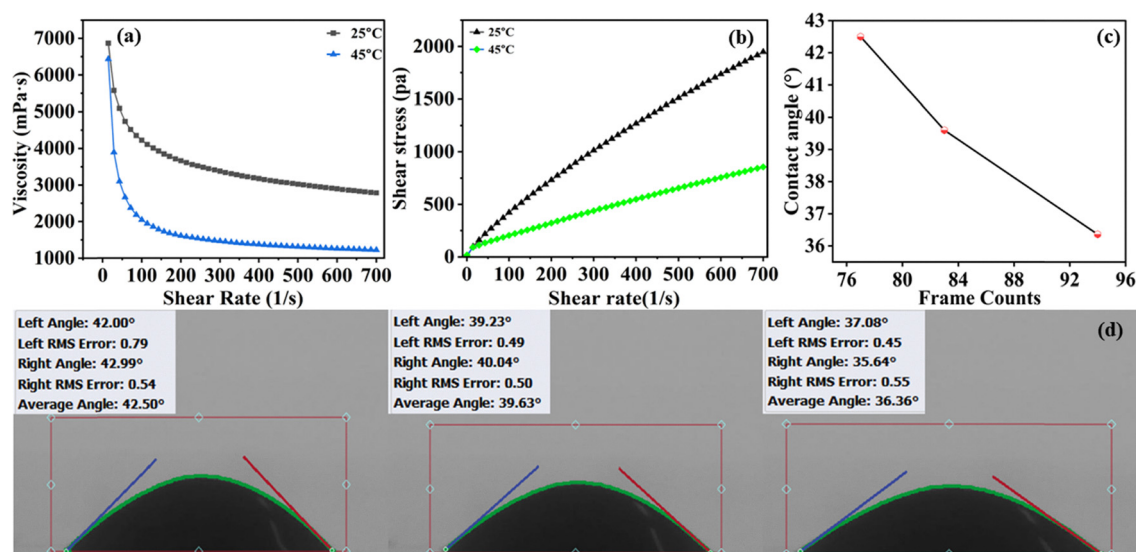 (a)
25°C
45°C
7000
6000
5000
4000
3000
2000
1000
Viscosity (mPa·s)
0 100 200 300 400 500 600 700
Shear Rate (1/s)
(b)
25°C
45°C
2000
1500
1000
500
0
Shear stress (pa)
0 100 200 300 400 500 600 700
Shear rate(1/s)
(c)
43
42
41
40
39
38
37
36
Contact angle (°)
76 80 84 88 92 96
Frame Counts
(d)
Left Angle: 42.00°
Left RMS Error: 0.79
Right Angle: 42.99°
Right RMS Error: 0.54
Average Angle: 42.50°
Left Angle: 39.23°
Left RMS Error: 0.49
Right Angle: 40.04°
Right RMS Error: 0.50
Average Angle: 39.63°
Left Angle: 37.08°
Left RMS Error: 0.45
Right Angle: 35.64°
Right RMS Error: 0.55
Average Angle: 36.36°